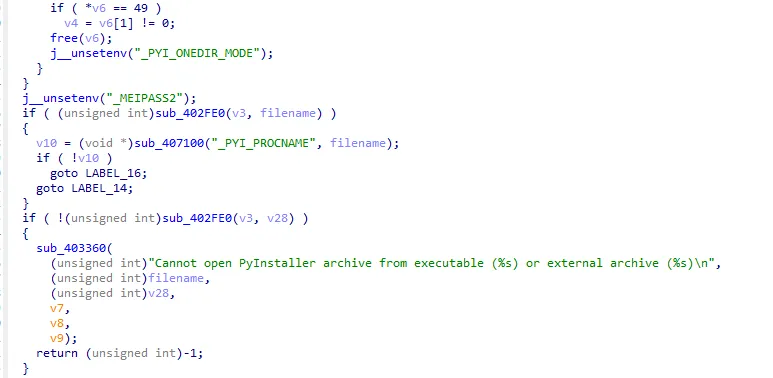 if ( *v6 == 49 )
v4 = v6[1] != 0;
free(v6);
j__unsetenv("_PYI_ONEDIR_MODE");
}
}
j__unsetenv("_MEIPASS2");
if ( (unsigned int)sub_402FE0(v3, filename) )
{
v10 = (void *)sub_407100("_PYI_PROCNAME", filename);
if ( !v10 )
goto LABEL_16;
goto LABEL_14;
}
if ( !(unsigned int)sub_402FE0(v3, v28) )
{
sub_403360(
(unsigned int)"Cannot open PyInstaller archive from executable (%s) or external archive (%s)\n",
(unsigned int)filename,
(unsigned int)v28,
v7,
v8,
v9);
return (unsigned int)-1;
}